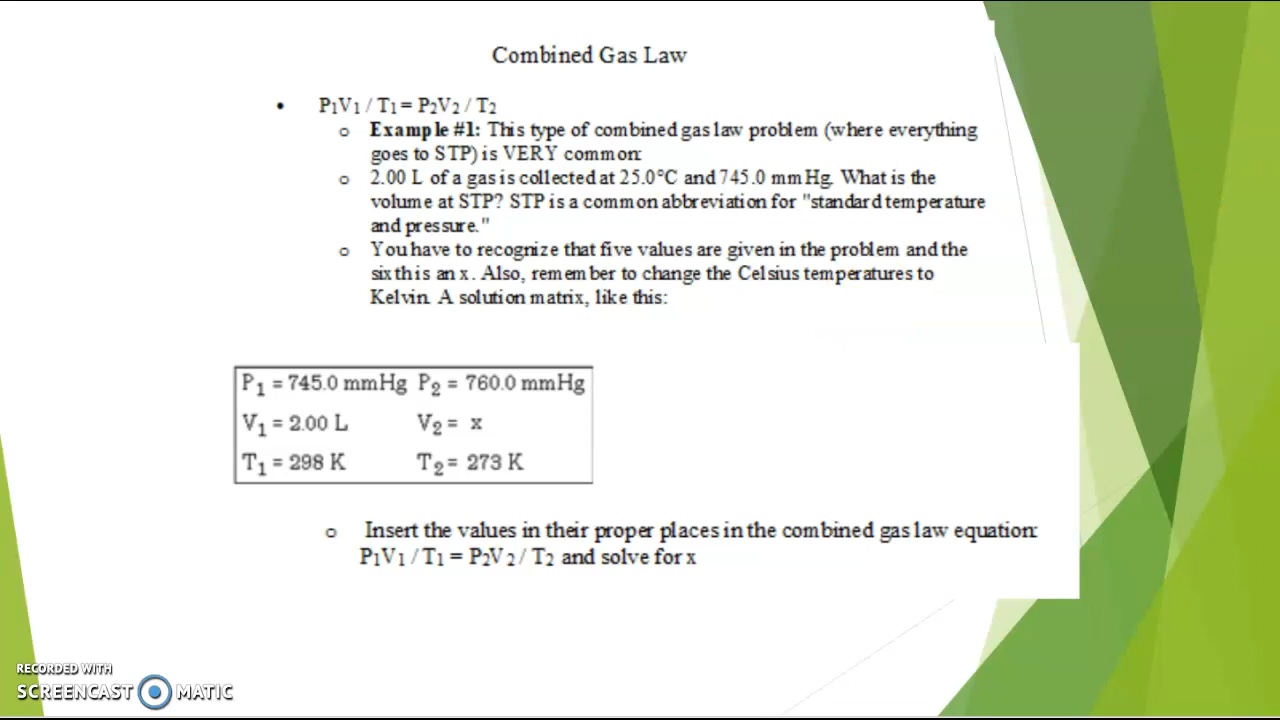 Combined Gas Law
• P1V1 / T1 = P2V2 / T2
o Example #1: This type of combined gas law problem (where everything
goes to STP) is VERY common:
o 2.00 L of a gas is collected at 25.0°C and 745.0 mm Hg. What is the
volume at STP? STP is a common abbreviation for "standard temperature
and pressure."
o You have to recognize that five values are given in the problem and the
sixth is an x. Also, remember to change the Celsius temperatures to
Kelvin. A solution matrix, like this:
P1 = 745.0 mmHg P2 = 760.0 mmHg
V1 = 2.00 L V2 = x
T1 = 298 K T2 = 273 K
o Insert the values in their proper places in the combined gas law equation:
P1V1 / T1 = P2V2 / T2 and solve for x
RECORDED WITH
SCREENCAST MATIC